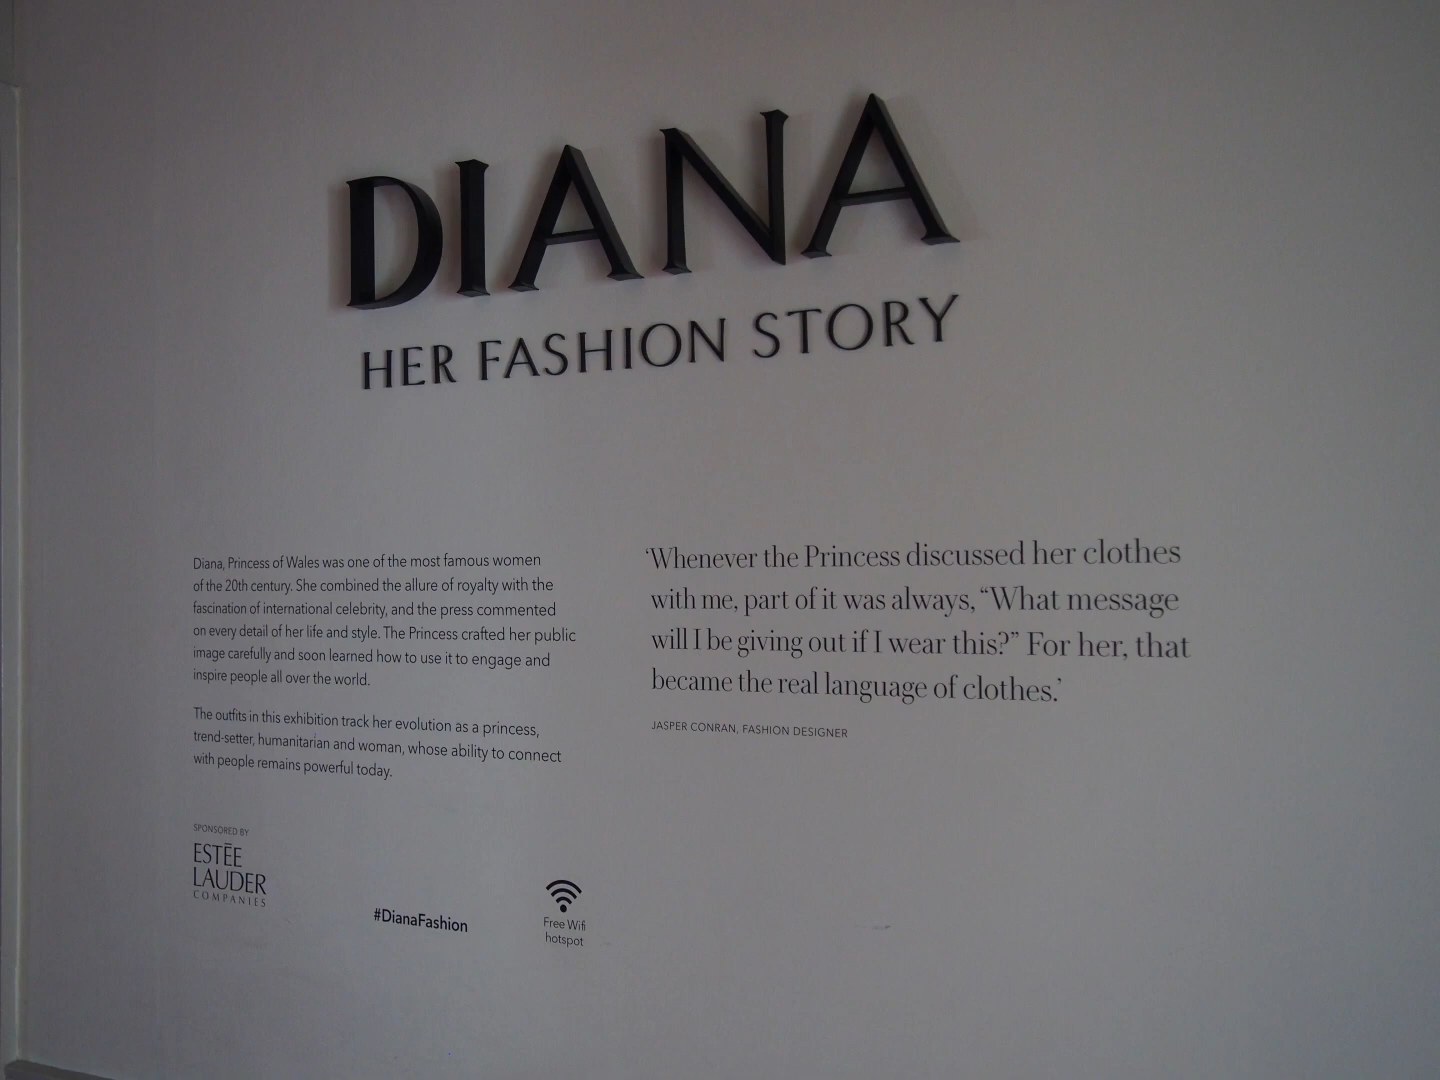 DIANA
HER FASHION STORY
Diana, Princess of Wales was one of the most famous women
of the 20th century. She combined the allure of royalty with the
fascination of international celebrity, and the press commented
on every detail of her life and style. The Princess crafted her public
image carefully and soon learned how to use it to engage and
inspire people all over the world.
The outfits in this exhibition track her evolution as a princess,
trend-setter, humanitarian and woman, whose ability to connect
with people remains powerful today.
‘Whenever the Princess discussed her clothes
with me, part of it was always, “What message
will I be giving out if I wear this?” For her, that
became the real language of clothes.’
JASPER CONRAN, FASHION DESIGNER
SPONSORED BY
ESTĒE
LAUDER
COMPANIES
#DianaFashion
Free Wifi
hotspot